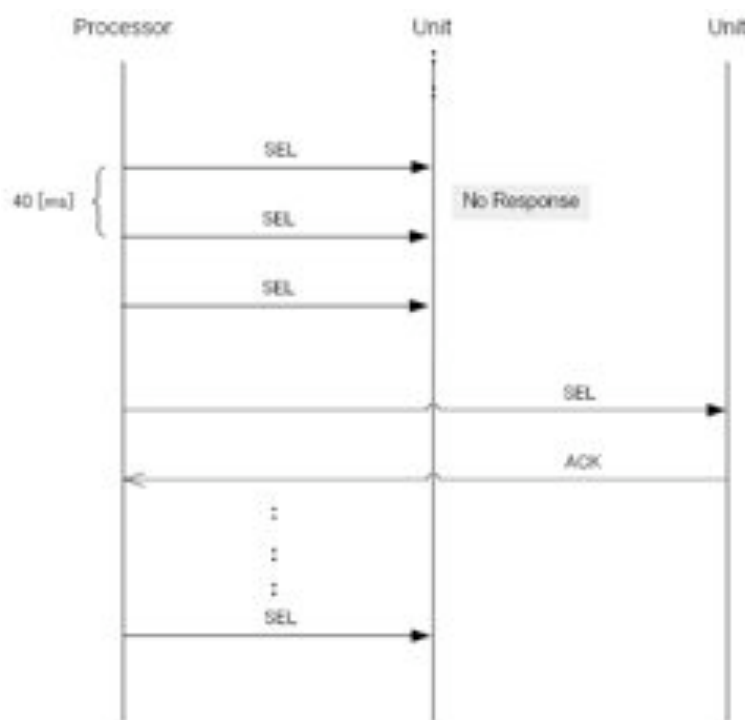 Processor Unit Unit
SEL
40 [ms]
No Response
SEL
SEL
SEL
ACK
SEL